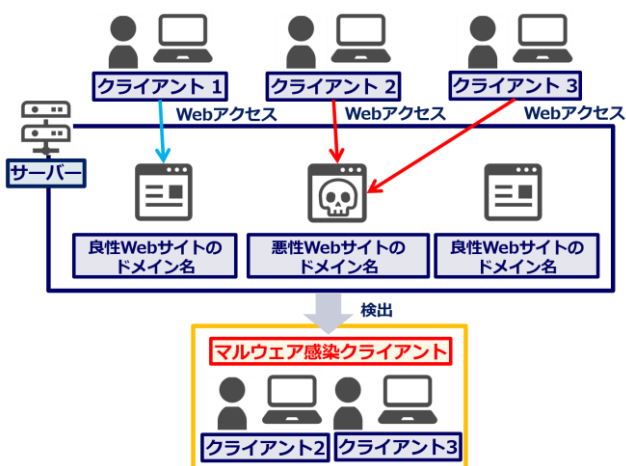 クライアント 1
クライアント 2
クライアント 3
Webアクセス
Webアクセス
Webアクセス
サーバー
良性Webサイトの
ドメイン名
悪性Webサイトの
ドメイン名
良性Webサイトの
ドメイン名
検出
マルウェア感染クライアント
クライアント2
クライアント3